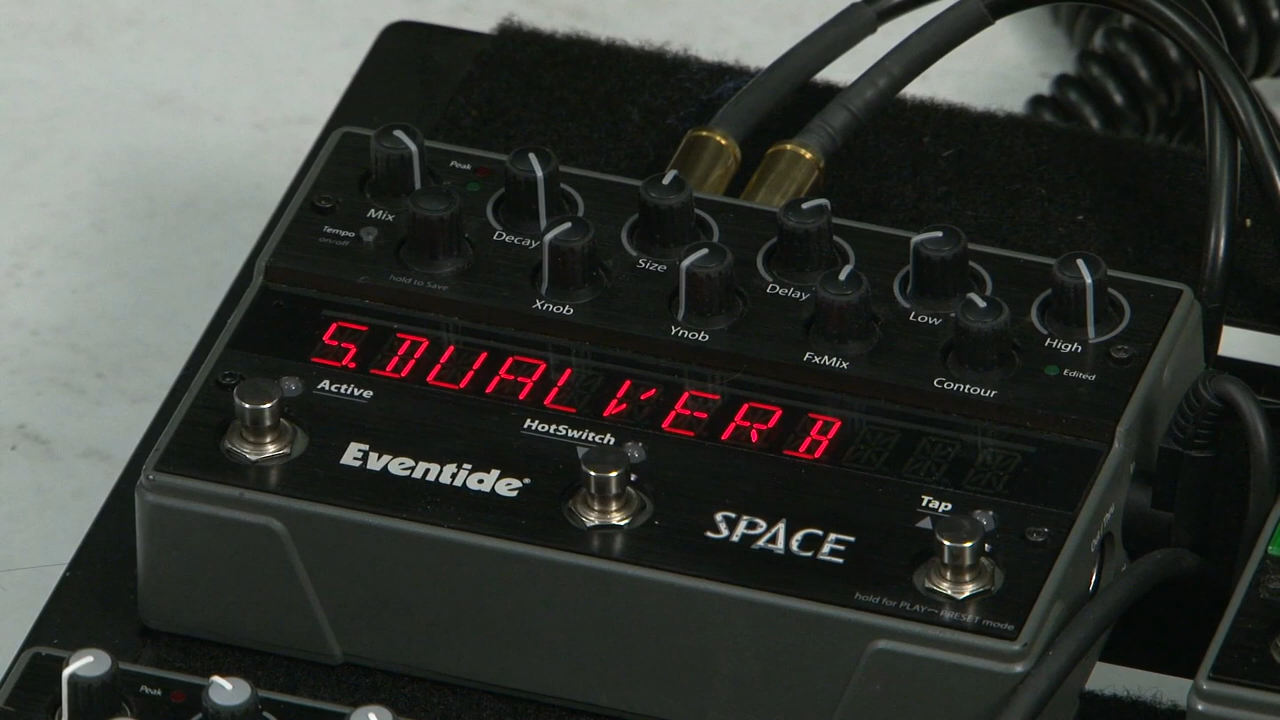 Peak
Mix
Decay
Size
Delay
Low
High
Tempo
on/off
hold to Save
Xnob
Ynob
FxMix
Contour
Edited
S.DUALVERB
Active
HotSwitch
Tap
Eventide®
SPACE
hold for PLAY PRESET mode
Peak